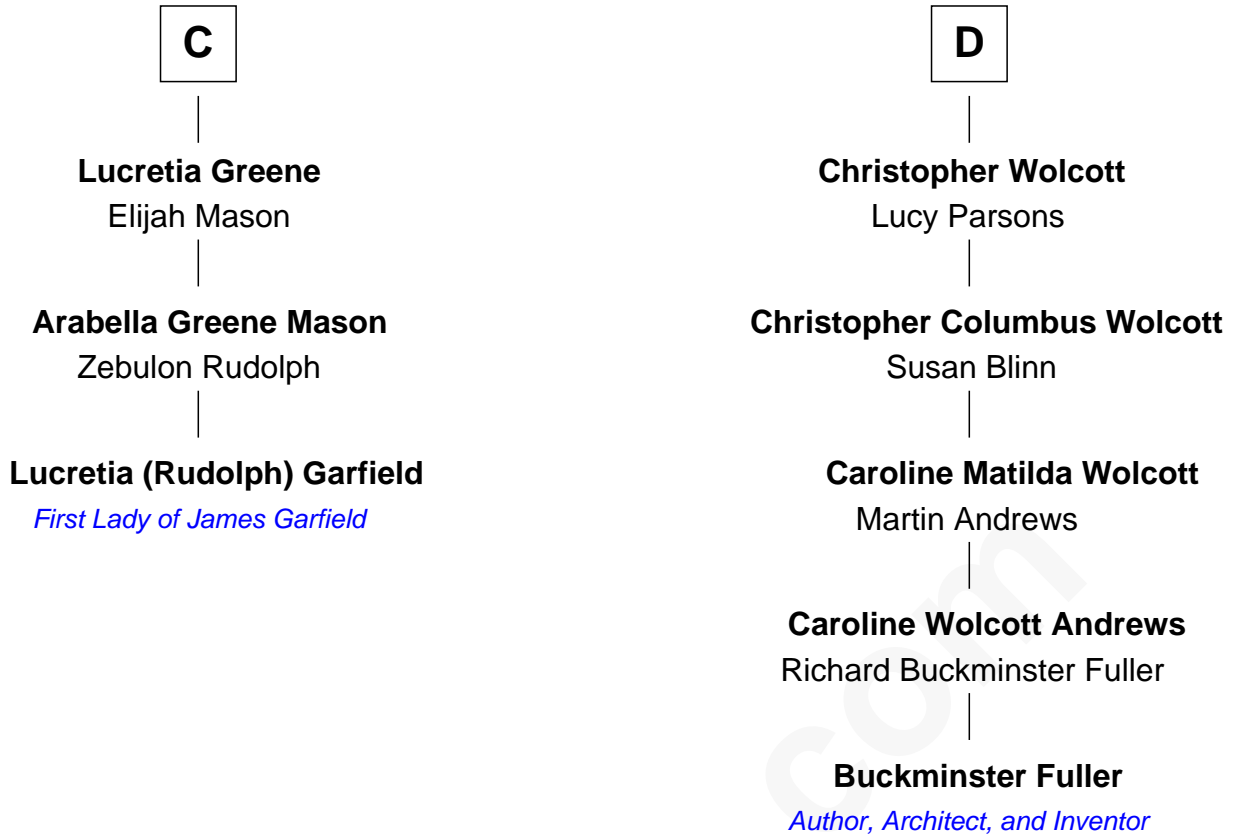 C
Lucretia Greene
Elijah Mason
Arabella Greene Mason
Zebulon Rudolph
Lucretia (Rudolph) Garfield
First Lady of James Garfield
D
Christopher Wolcott
Lucy Parsons
Christopher Columbus Wolcott
Susan Blinn
Caroline Matilda Wolcott
Martin Andrews
Caroline Wolcott Andrews
Richard Buckminster Fuller
Buckminster Fuller
Author, Architect, and Inventor
com